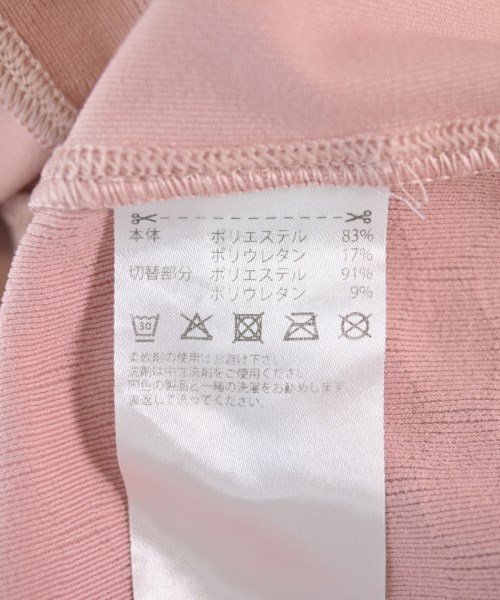 本体 ポリエステル 83%
ポリウレタン 17%
切替部分 ポリエステル 91%
ポリウレタン 9%
30
柔軟剤の使用はお避け下さい。
洗剤は中性洗剤をご使用ください。
同色の製品と一緒の洗濯をお勧めします。
裏返して洗ってください。